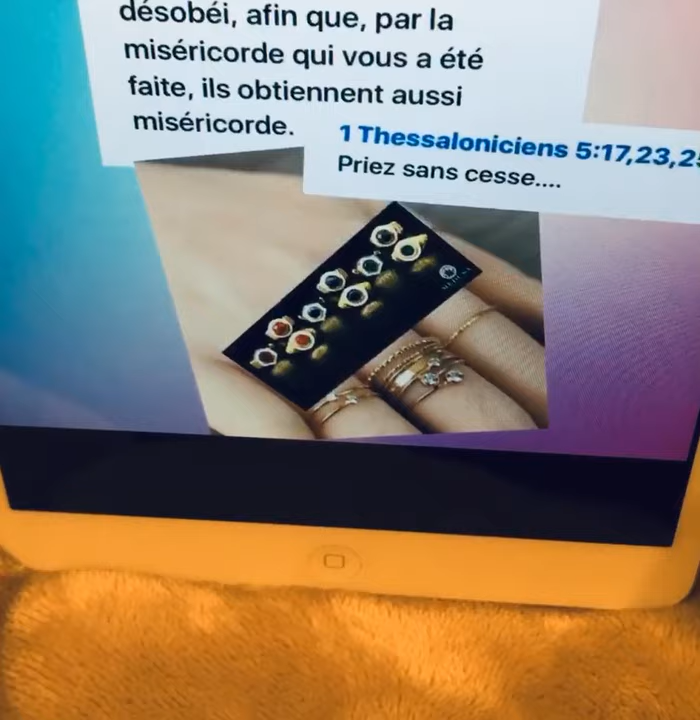 désobéi, afin que, par la
miséricorde qui vous a été
faite, ils obtiennent aussi
miséricorde.
1 Thessaloniciens 5:17,23,2
Priez sans cesse....